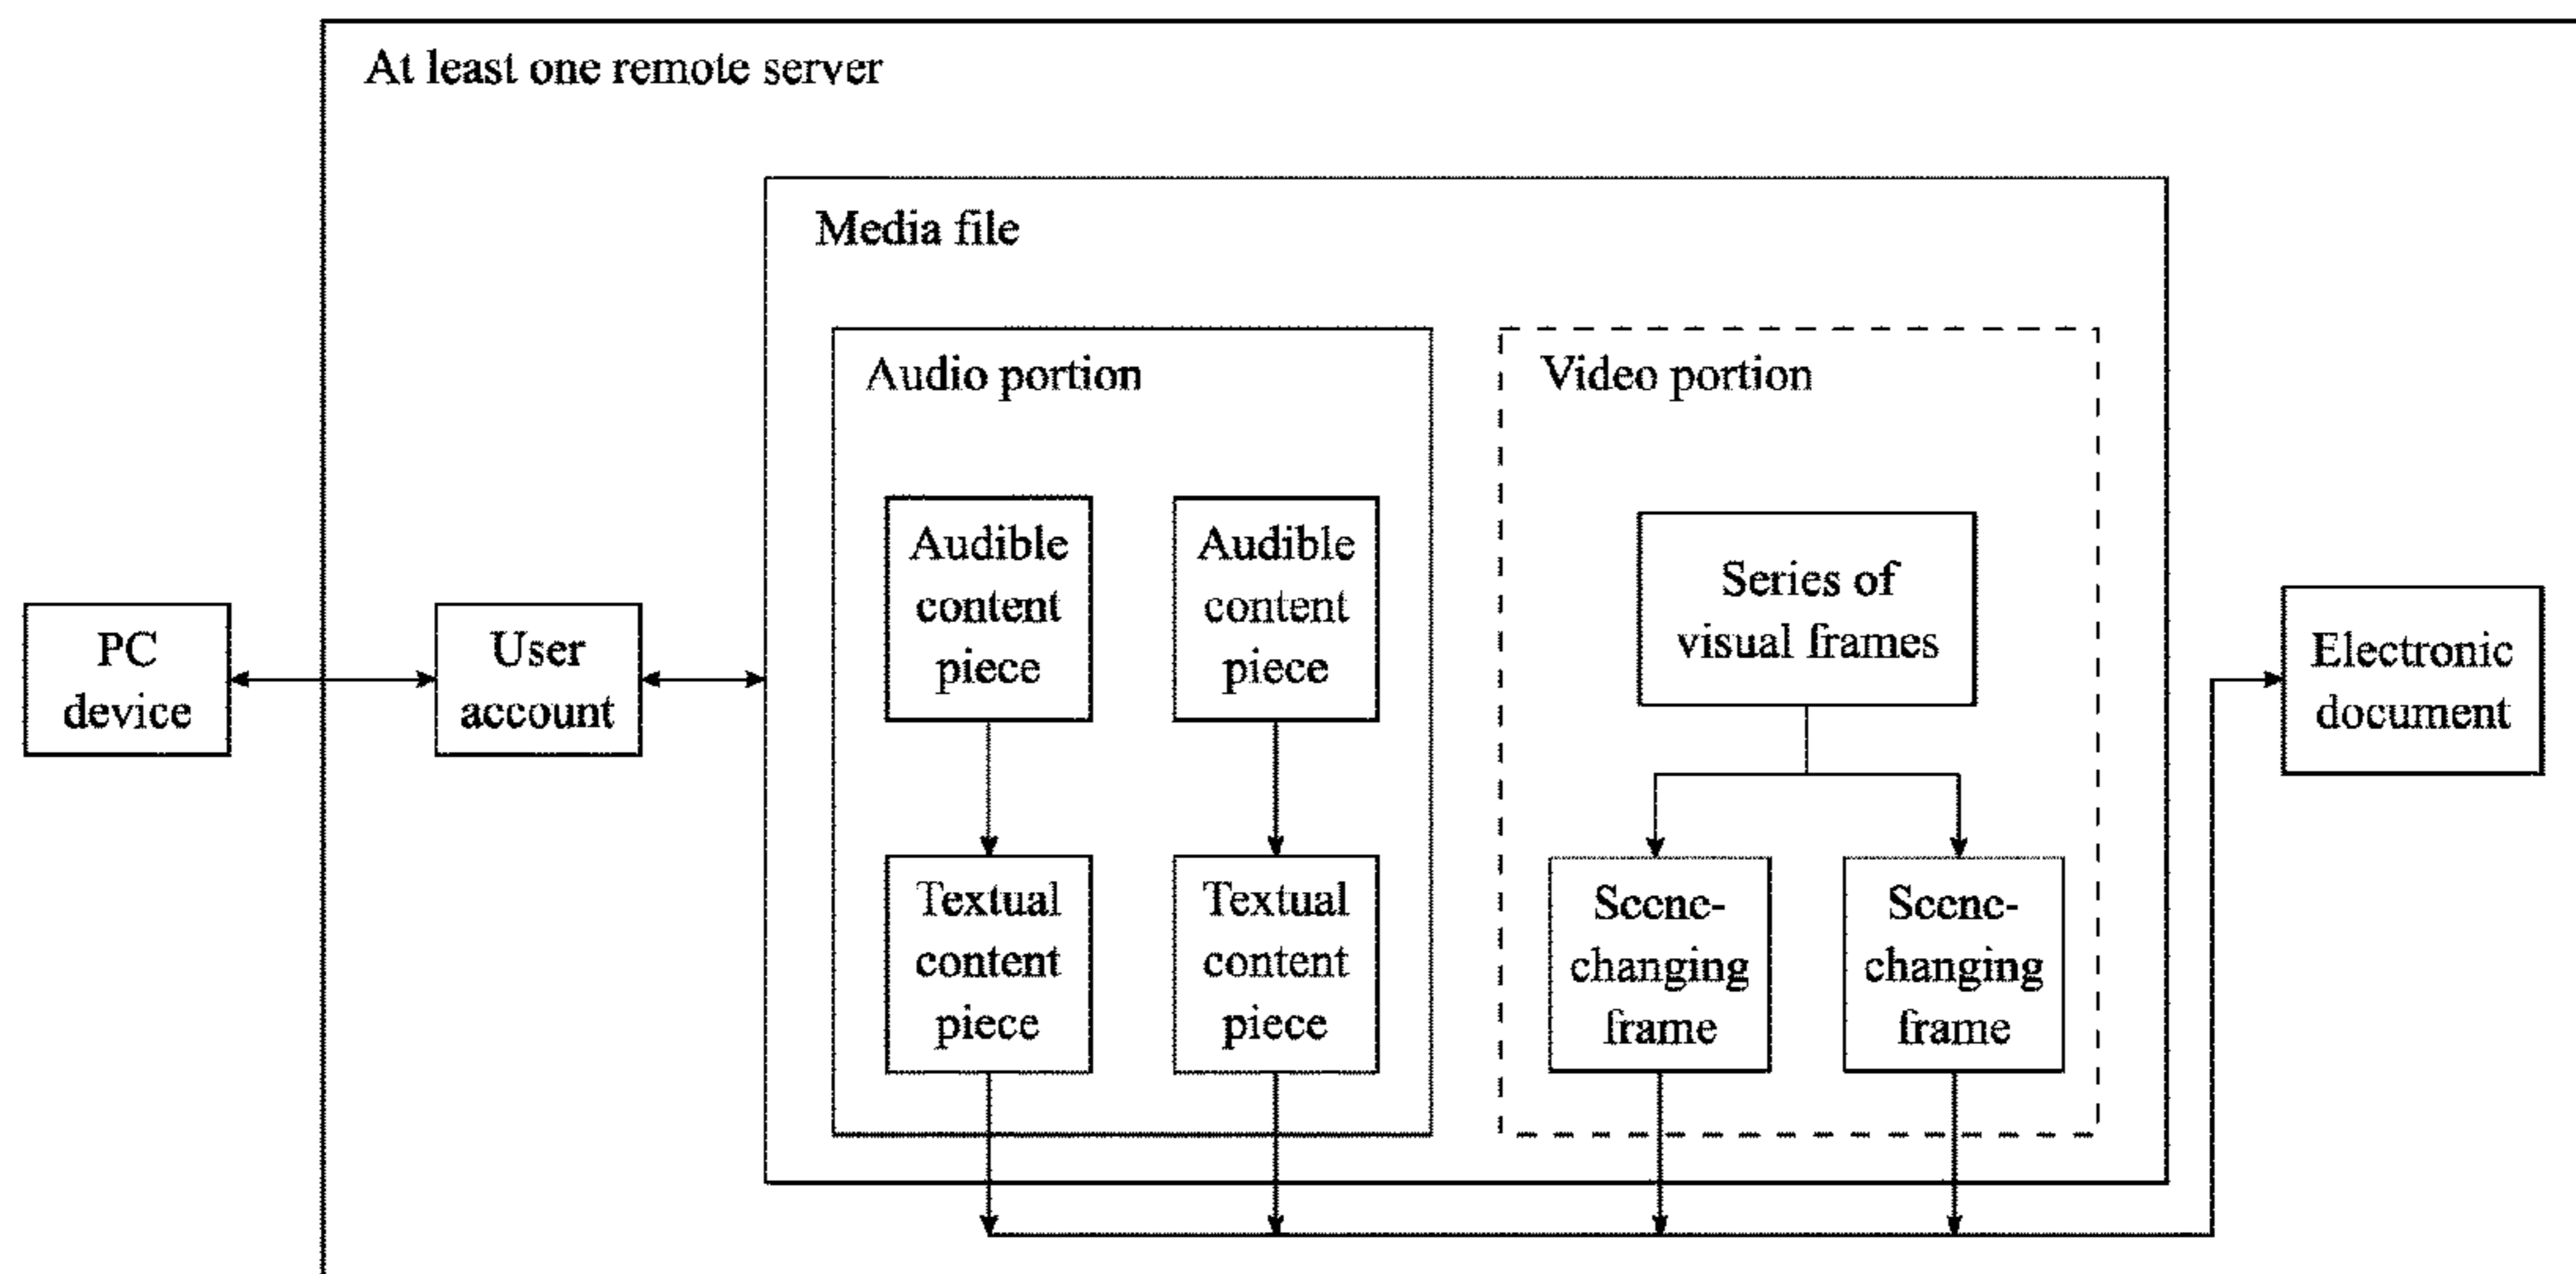 At least one remote server
Media file
Audio portion
Video portion
Audible
content
piece
Audible
content
piece
Series of
visual frames
PC
device
User
account
Electronic
document
Textual
content
piece
Textual
content
piece
Scene-
changing
frame
Scene-
changing
frame